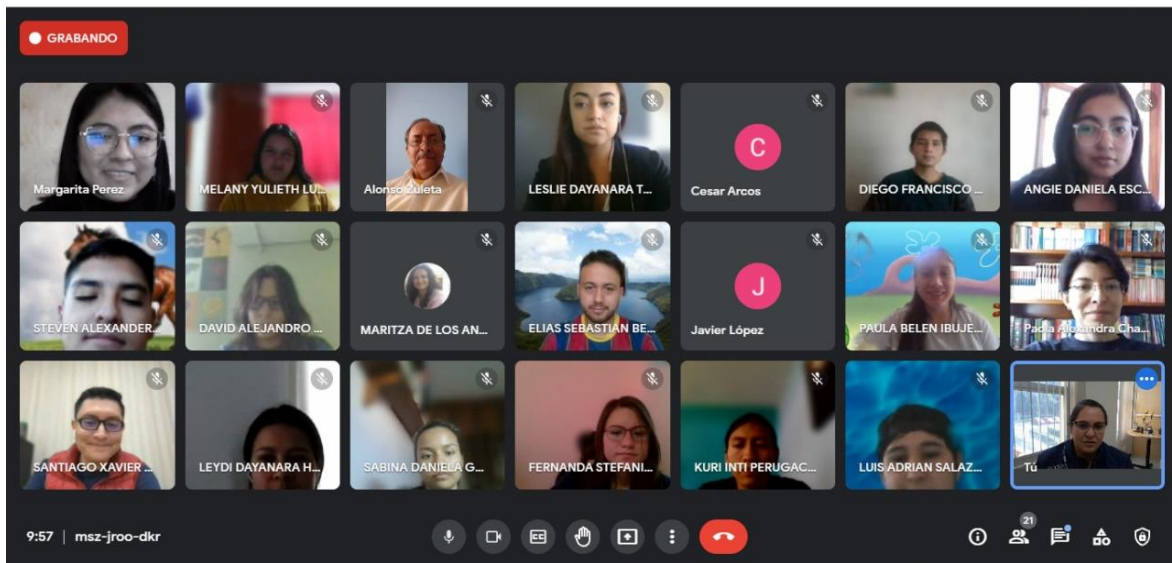 GRABANDO
Margarita Perez
MELANY YULIETH LU...
Alonso Zuleta
LESLIE DAYANARA T...
C
Cesar Arcos
DIEGO FRANCISCO ...
ANGIE DANIELA ESC...
STEVEN ALEXANDER...
DAVID ALEJANDRO ...
MARITZA DE LOS AN...
ELIAS SEBASTIAN BE...
J
Javier López
PAULA BELEN IBUJE...
Paola Alexandra Cha...
SANTIAGO XAVIER ...
LEYDI DAYANARA H...
SABINA DANIELA G...
FERNANDA STEFANI...
KURI INTI PERUGAC...
LUIS ADRIAN SALAZ...
Tú
9:57 | msz-jroo-dkr
CC
21